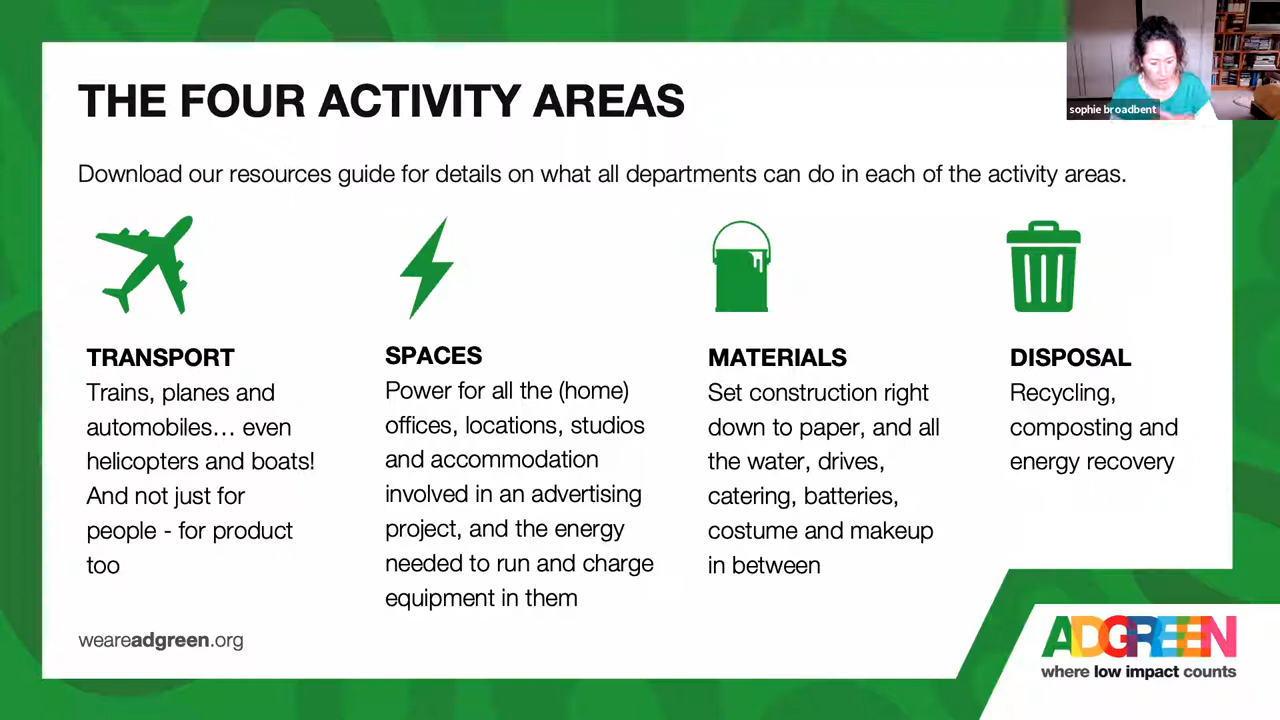 THE FOUR ACTIVITY AREAS
sophie broadbent
Download our resources guide for details on what all departments can do in each of the activity areas.
TRANSPORT
Trains, planes and
automobiles… even
helicopters and boats!
And not just for
people - for product
too
SPACES
Power for all the (home)
offices, locations, studios
and accommodation
involved in an advertising
project, and the energy
needed to run and charge
equipment in them
MATERIALS
Set construction right
down to paper, and all
the water, drives,
catering, batteries,
costume and makeup
in between
DISPOSAL
Recycling,
composting and
energy recovery
weareadgreen.org
ADGREEN
where low impact counts